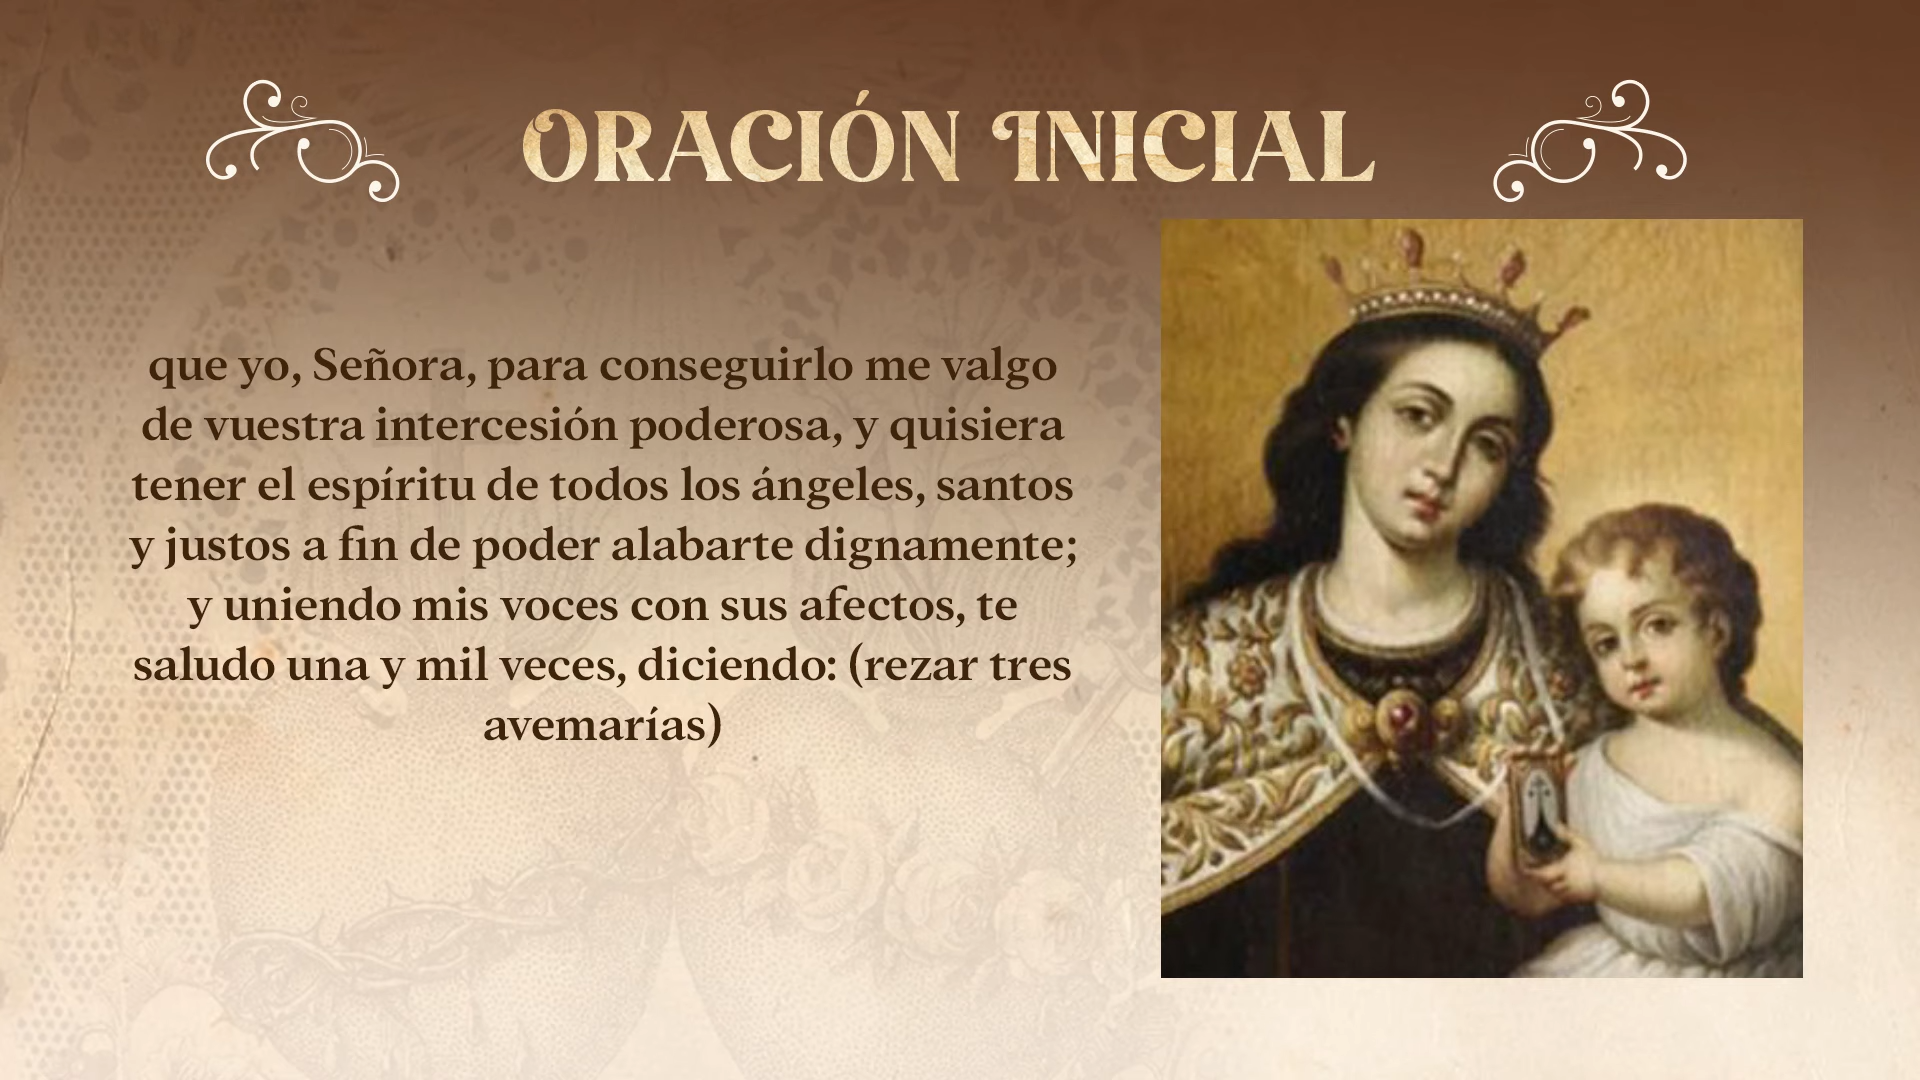 ORACIÓN INICIAL
que yo, Señora, para conseguirlo me valgo
de vuestra intercesión poderosa, y quisiera
tener el espíritu de todos los ángeles, santos
y justos a fin de poder alabarte dignamente;
y uniendo mis voces con sus afectos, te
saludo una y mil veces, diciendo: (rezar tres
avemarías)